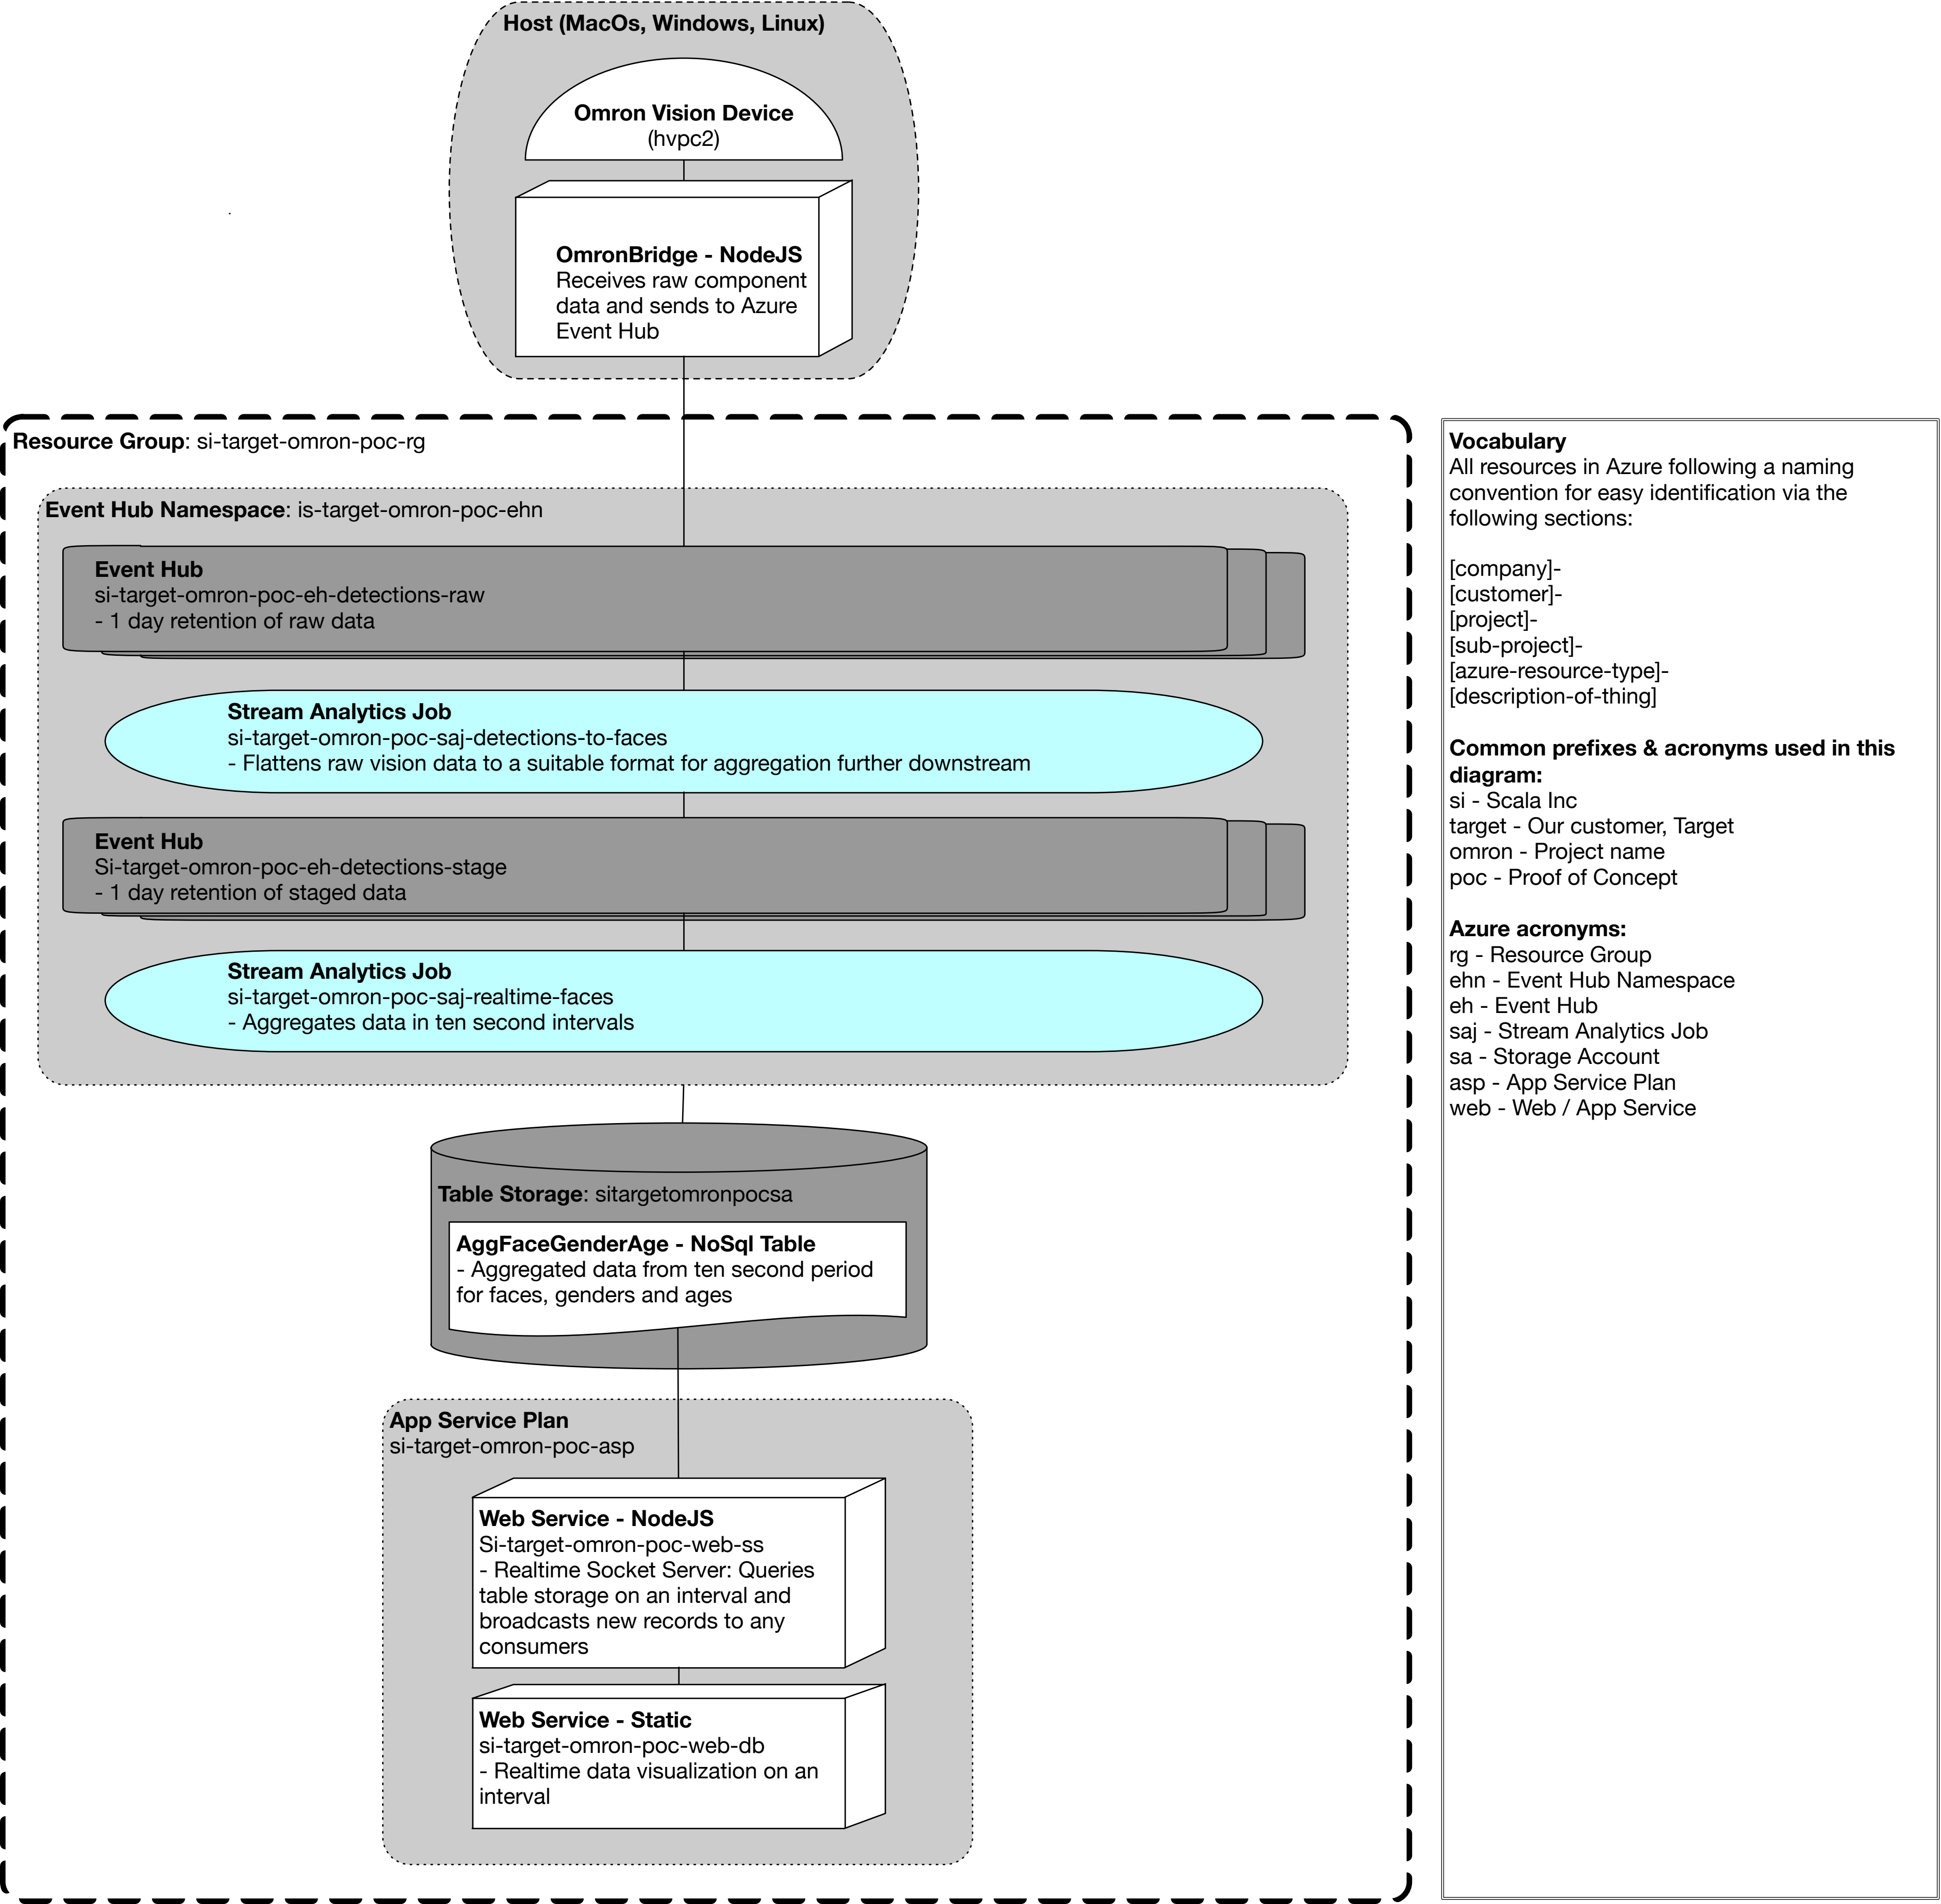 Host (MacOs, Windows, Linux)
Omron Vision Device
(hvpc2)
OmronBridge - NodeJS
Receives raw component
data and sends to Azure
Event Hub
Resource Group: si-target-omron-poc-rg
Event Hub Namespace: is-target-omron-poc-ehn
Event Hub
si-target-omron-poc-eh-detections-raw
- 1 day retention of raw data
Stream Analytics Job
si-target-omron-poc-saj-detections-to-faces
- Flattens raw vision data to a suitable format for aggregation further downstream
Event Hub
Si-target-omron-poc-eh-detections-stage
- 1 day retention of staged data
Stream Analytics Job
si-target-omron-poc-saj-realtime-faces
- Aggregates data in ten second intervals
Table Storage: sitargetomronpocsa
AggFaceGenderAge - NoSql Table
- Aggregated data from ten second period
for faces, genders and ages
App Service Plan
si-target-omron-poc-asp
Web Service - NodeJS
Si-target-omron-poc-web-ss
- Realtime Socket Server: Queries
table storage on an interval and
broadcasts new records to any
consumers
Web Service - Static
si-target-omron-poc-web-db
- Realtime data visualization on an
interval
Vocabulary
All resources in Azure following a naming
convention for easy identification via the
following sections:
[company]-
[customer]-
[project]-
[sub-project]-
[azure-resource-type]-
[description-of-thing]
Common prefixes & acronyms used in this
diagram:
si - Scala Inc
target - Our customer, Target
omron - Project name
poc - Proof of Concept
Azure acronyms:
rg - Resource Group
ehn - Event Hub Namespace
eh - Event Hub
saj - Stream Analytics Job
sa - Storage Account
asp - App Service Plan
web - Web / App Service